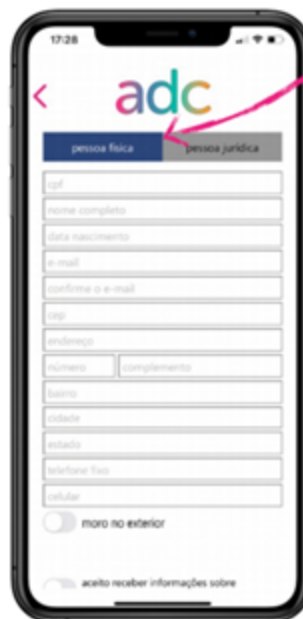 17:28
adc
pessoa física pessoa jurídica
cpf
nome completo
data nascimento
e-mail
confirme o e-mail
cep
endereço
número complemento
bairro
cidade
estado
telefone fixo
celular
moro no exterior
aceito receber informações sobre